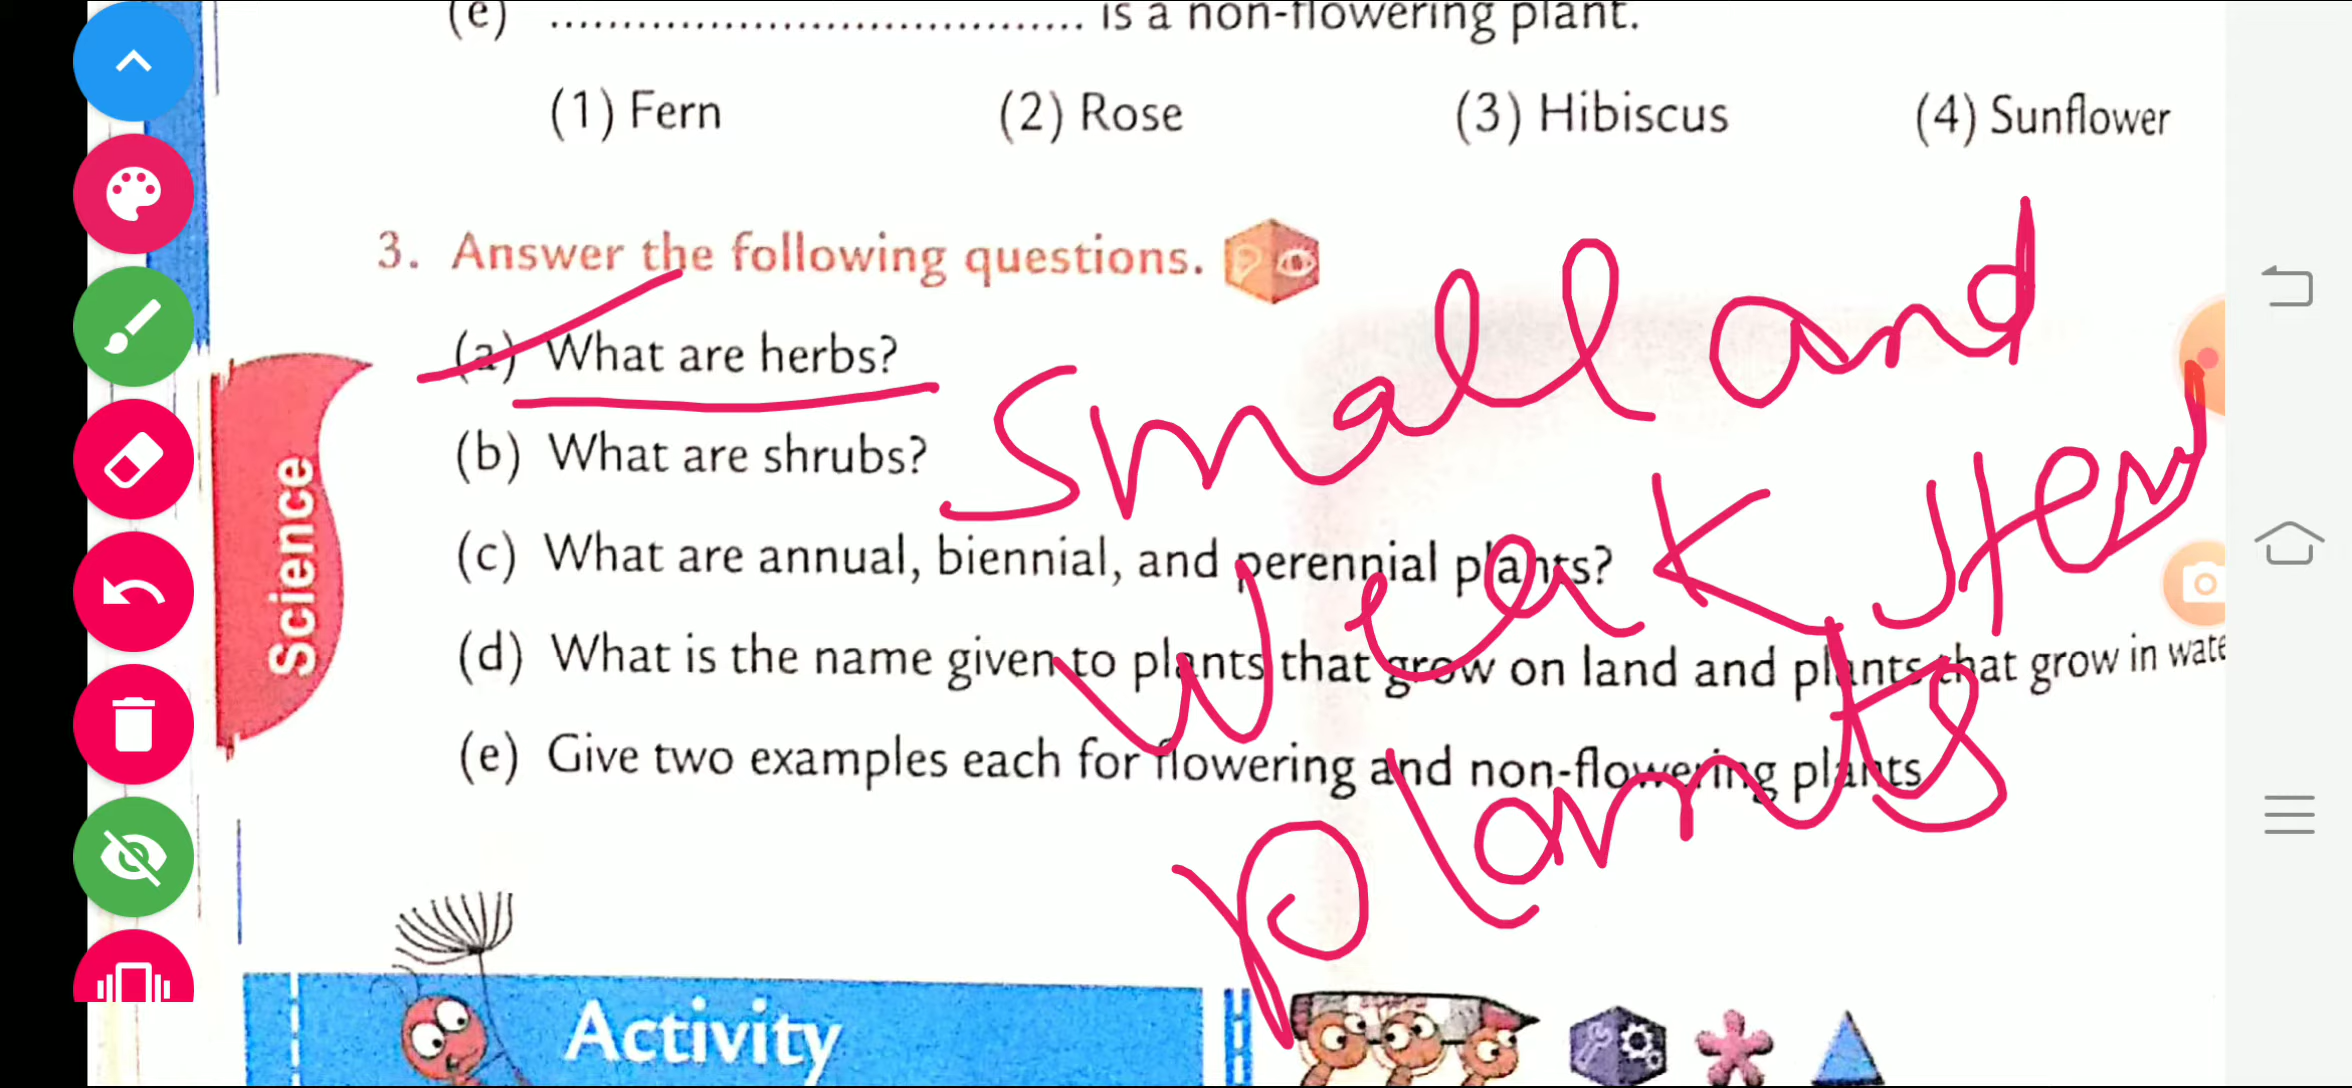 (e) ..................................... is a non-flowering plant.
(1) Fern (2) Rose (3) Hibiscus (4) Sunflower
3. Answer the following questions.
(a) What are herbs?
(b) What are shrubs?
(c) What are annual, biennial, and perennial plants?
(d) What is the name given to plants that grow on land and plants that grow in wate
(e) Give two examples each for flowering and non-flowering plants
Small and
weak
plants
Science
Activity